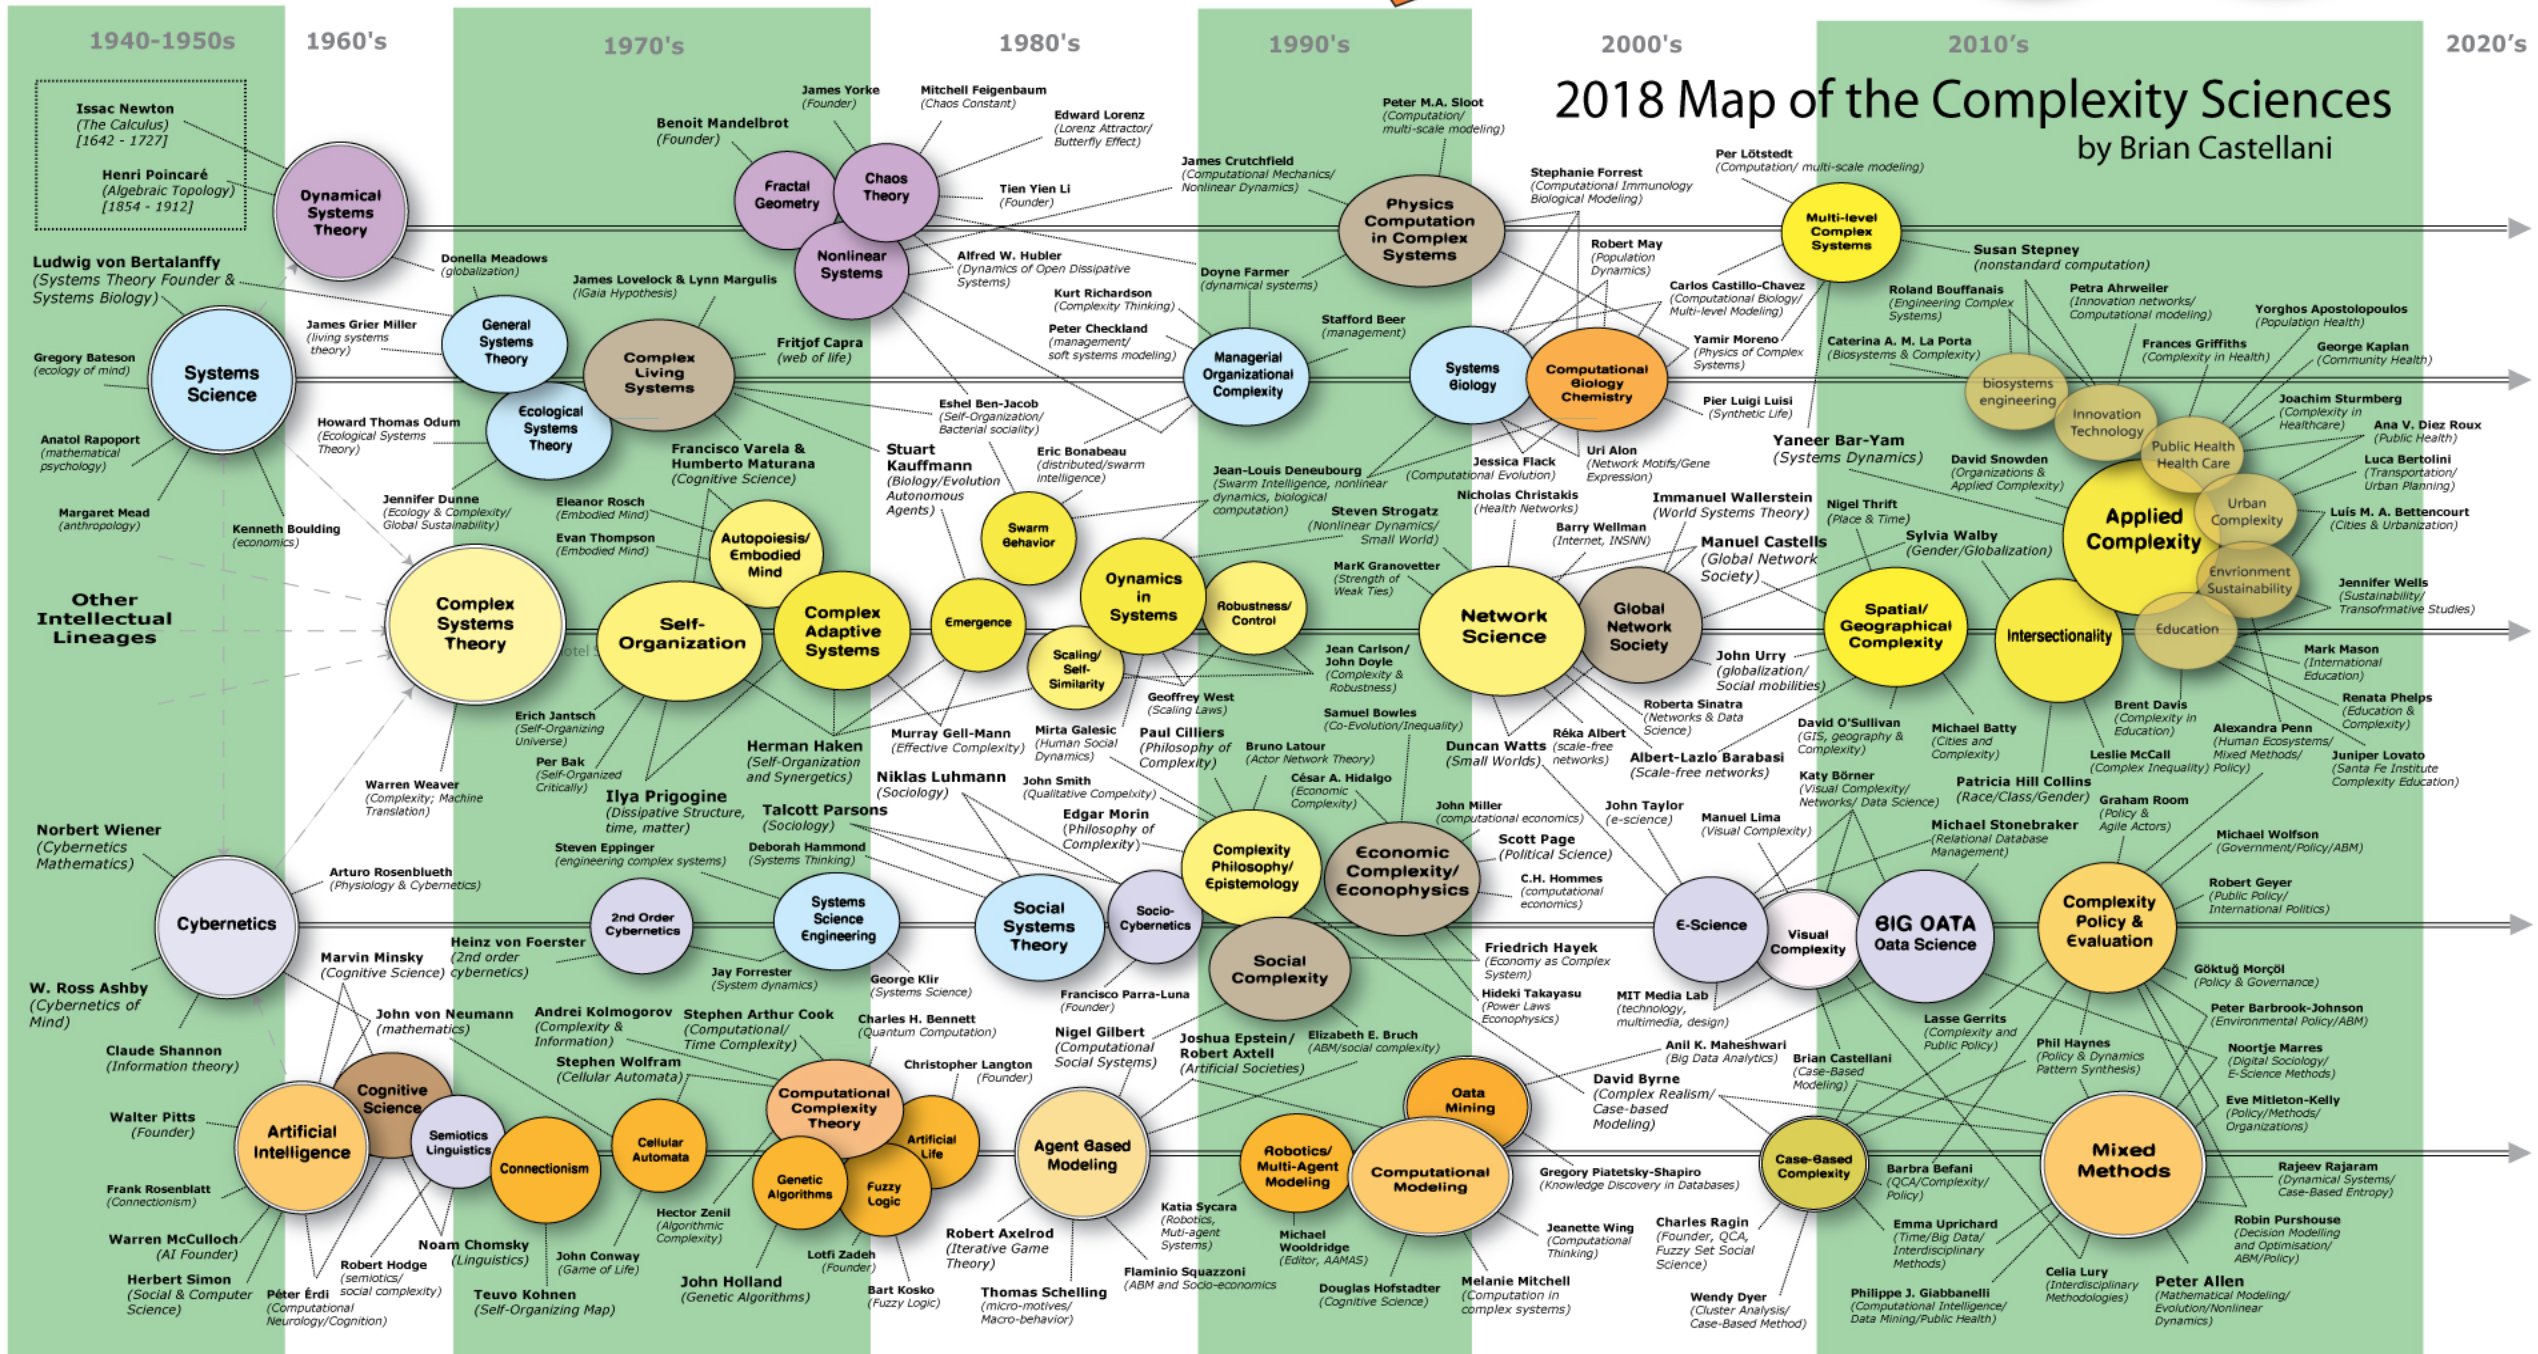 1940-1950s
1960's
1970's
1980's
1990's
2000's
2010's
2020's
2018 Map of the Complexity Sciences
by Brian Castellani
Issac Newton
(The Calculus)
[1642 - 1727]
Henri Poincaré
(Algebraic Topology)
[1854 - 1912]
Dynamical
Systems
Theory
Benoit Mandelbrot
(Founder)
James Yorke
(Founder)
Mitchell Feigenbaum
(Chaos Constant)
Edward Lorenz
(Lorenz Attractor/
Butterfly Effect)
Tien Yien Li
(Founder)
Fractal
Geometry
Chaos
Theory
Nonlinear
Systems
Alfred W. Hubler
(Dynamics of Open Dissipative
Systems)
James Crutchfield
(Computational Mechanics/
Nonlinear Dynamics)
Peter M.A. Sloot
(Computation/
multi-scale modeling)
Physics
Computation
in Complex
Systems
Doyne Farmer
(dynamical systems)
Stephanie Forrest
(Computational Immunology
Biological Modeling)
Per Lötstedt
(Computation/ multi-scale modeling)
Multi-level
Complex
Systems
Robert May
(Population
Dynamics)
Carlos Castillo-Chavez
(Computational Biology/
Multi-level Modeling)
Yamir Moreno
(Physics of Complex
Systems)
Susan Stepney
(nonstandard computation)
Roland Bouffanais
(Engineering Complex
Systems)
Petra Ahrweiler
(Innovation networks/
Computational modeling)
Yorghos Apostolopoulos
(Population Health)
Caterina A. M. La Porta
(Biosystems & Complexity)
Frances Griffiths
(Complexity in Health)
George Kaplan
(Community Health)
Ludwig von Bertalanffy
(Systems Theory Founder &
Systems Biology)
Gregory Bateson
(ecology of mind)
Systems
Science
Anatol Rapoport
(mathematical
psychology)
Margaret Mead
(anthropology)
Kenneth Boulding
(economics)
Donella Meadows
(globalization)
James Grier Miller
(living systems
theory)
General
Systems
Theory
Howard Thomas Odum
(Ecological Systems
Theory)
Ecological
Systems
Theory
Jennifer Dunne
(Ecology & Complexity/
Global Sustainability)
James Lovelock & Lynn Margulis
(IGaia Hypothesis)
Complex
Living
Systems
Fritjof Capra
(web of life)
Francisco Varela &
Humberto Maturana
(Cognitive Science)
Kurt Richardson
(Complexity Thinking)
Peter Checkland
(management/
soft systems modeling)
Stafford Beer
(management)
Managerial
Organizational
Complexity
Systems
Biology
Computational
Biology
Chemistry
Pier Luigi Luisi
(Synthetic Life)
Eshel Ben-Jacob
(Self-Organization/
Bacterial sociality)
Stuart
Kauffmann
(Biology/Evolution
Autonomous
Agents)
Eric Bonabeau
(distributed/swarm
intelligence)
Jean-Louis Deneubourg
(Swarm Intelligence, nonlinear
dynamics, biological
computation)
Jessica Flack
(Computational Evolution)
Uri Alon
(Network Motifs/Gene
Expression)
Yaneer Bar-Yam
(Systems Dynamics)
David Snowden
(Organizations &
Applied Complexity)
biosystems
engineering
Innovation
Technology
Public Health
Health Care
Urban
Complexity
Envrionment
Sustainability
Education
Applied
Complexity
Joachim Sturmberg
(Complexity in
Healthcare)
Ana V. Diez Roux
(Public Health)
Luca Bertolini
(Transportation/
Urban Planning)
Luís M. A. Bettencourt
(Cities & Urbanization)
Jennifer Wells
(Sustainability/
Transofrmative Studies)
Mark Mason
(International
Education)
Renata Phelps
(Education &
Complexity)
Juniper Lovato
(Santa Fe Institute
Complexity Education)
Other
Intellectual
Lineages
Complex
Systems
Theory
Warren Weaver
(Complexity; Machine
Translation)
Eleanor Rosch
(Embodied Mind)
Evan Thompson
(Embodied Mind)
Autopoiesis/
Embodied
Mind
Self-
Organization
Complex
Adaptive
Systems
Emergence
Swarm
Behavior
Scaling/
Self-
Similarity
Dynamics
in
Systems
Robustness/
Control
Steven Strogatz
(Nonlinear Dynamics/
Small World)
MarK Granovetter
(Strength of
Weak Ties)
Nicholas Christakis
(Health Networks)
Barry Wellman
(Internet, INSNN)
Immanuel Wallerstein
(World Systems Theory)
Manuel Castells
(Global Network
Society)
Network
Science
Global
Network
Society
Nigel Thrift
(Place & Time)
Sylvia Walby
(Gender/Globalization)
Spatial/
Geographical
Complexity
Intersectionality
John Urry
(globalization/
Social mobilities)
Erich Jantsch
(Self-Organizing
Universe)
Per Bak
(Self-Organized
Critically)
Ilya Prigogine
(Dissipative Structure,
time, matter)
Herman Haken
(Self-Organization
and Synergetics)
Murray Gell-Mann
(Effective Complexity)
Mirta Galesic
(Human Social
Dynamics)
Geoffrey West
(Scaling Laws)
Paul Cilliers
(Philosophy of
Complexity)
Jean Carlson/
John Doyle
(Complexity &
Robustness)
Samuel Bowles
(Co-Evolution/Inequality)
Bruno Latour
(Actor Network Theory)
César A. Hidalgo
(Economic
Complexity)
Duncan Watts
(Small Worlds)
Réka Albert
(scale-free
networks)
Roberta Sinatra
(Networks & Data
Science)
Albert-Lazlo Barabasi
(Scale-free networks)
David O'Sullivan
(GIS, geography &
Complexity)
Michael Batty
(Cities and
Complexity)
Patricia Hill Collins
(Race/Class/Gender)
Leslie McCall
(Complex Inequality)
Brent Davis
(Complexity in
Education)
Alexandra Penn
(Human Ecosystems/
Mixed Methods/
Policy)
Norbert Wiener
(Cybernetics
Mathematics)
Arturo Rosenblueth
(Physiology & Cybernetics)
Cybernetics
W. Ross Ashby
(Cybernetics of
Mind)
Claude Shannon
(Information theory)
Marvin Minsky
(Cognitive Science)
Heinz von Foerster
(2nd order
cybernetics)
2nd Order
Cybernetics
Steven Eppinger
(engineering complex systems)
Deborah Hammond
(Systems Thinking)
Talcott Parsons
(Sociology)
Niklas Luhmann
(Sociology)
Jay Forrester
(System dynamics)
Systems
Science
Engineering
George Klir
(Systems Science)
Social
Systems
Theory
Socio-
Cybernetics
Francisco Parra-Luna
(Founder)
John Smith
(Qualitative Compelxity)
Edgar Morin
(Philosophy of
Complexity)
Complexity
Philosophy/
Epistemology
Economic
Complexity/
Econophysics
Social
Complexity
John Miller
(computational economics)
Scott Page
(Political Science)
C.H. Hommes
(computational
economics)
Friedrich Hayek
(Economy as Complex
System)
Hideki Takayasu
(Power Laws
Econophysics)
John Taylor
(e-science)
Manuel Lima
(Visual Complexity)
Katy Börner
(Visual Complexity/
Networks/ Data Science)
Michael Stonebraker
(Relational Database
Management)
E-Science
Visual
Complexity
BIG DATA
Data Science
MIT Media Lab
(technology,
multimedia, design)
Graham Room
(Policy &
Agile Actors)
Michael Wolfson
(Government/Policy/ABM)
Complexity
Policy &
Evaluation
Robert Geyer
(Public Policy/
International Politics)
Göktuğ Morçöl
(Policy & Governance)
Peter Barbrook-Johnson
(Environmental Policy/ABM)
Noortje Marres
(Digital Sociology/
E-Science Methods)
Eve Mitleton-Kelly
(Policy/Methods/
Organizations)
Rajeev Rajaram
(Dynamical Systems/
Case-Based Entropy)
Robin Purshouse
(Decision Modelling
and Optimisation/
ABM/Policy)
Lasse Gerrits
(Complexity and
Public Policy)
Phil Haynes
(Policy & Dynamics
Pattern Synthesis)
Anil K. Maheshwari
(Big Data Analytics)
Brian Castellani
(Case-Based
Modeling)
David Byrne
(Complex Realism/
Case-based
Modeling)
John von Neumann
(mathematics)
Walter Pitts
(Founder)
Artificial
Intelligence
Cognitive
Science
Semiotics
Linguistics
Connectionism
Cellular
Automata
Andrei Kolmogorov
(Complexity &
Information)
Stephen Wolfram
(Cellular Automata)
Stephen Arthur Cook
(Computational/
Time Complexity)
Charles H. Bennett
(Quantum Computation)
Christopher Langton
(Founder)
Computational
Complexity
Theory
Genetic
Algorithms
Fuzzy
Logic
Artificial
Life
Nigel Gilbert
(Computational
Social Systems)
Joshua Epstein/
Robert Axtell
(Artificial Societies)
Elizabeth E. Bruch
(ABM/social complexity)
Agent Based
Modeling
Robotics/
Multi-Agent
Modeling
Data
Mining
Computational
Modeling
Frank Rosenblatt
(Connectionism)
Warren McCulloch
(AI Founder)
Herbert Simon
(Social & Computer
Science)
Péter Érdi
(Computational
Neurology/Cognition)
Robert Hodge
(semiotics/
social complexity)
Noam Chomsky
(Linguistics)
Teuvo Kohnen
(Self-Organizing Map)
John Conway
(Game of Life)
Hector Zenil
(Algorithmic
Complexity)
John Holland
(Genetic Algorithms)
Lotfi Zadeh
(Founder)
Bart Kosko
(Fuzzy Logic)
Robert Axelrod
(Iterative Game
Theory)
Thomas Schelling
(micro-motives/
Macro-behavior)
Flaminio Squazzoni
(ABM and Socio-economics
Katia Sycara
(Robotics,
Muti-agent
Systems)
Michael
Wooldridge
(Editor, AAMAS)
Douglas Hofstadter
(Cognitive Science)
Melanie Mitchell
(Computation in
complex systems)
Gregory Piatetsky-Shapiro
(Knowledge Discovery in Databases)
Jeanette Wing
(Computational
Thinking)
Charles Ragin
(Founder, QCA,
Fuzzy Set Social
Science)
Wendy Dyer
(Cluster Analysis/
Case-Based Method)
Case-Based
Complexity
Barbra Befani
(QCA/Complexity/
Policy)
Emma Uprichard
(Time/Big Data/
Interdisciplinary
Methods)
Philippe J. Giabbanelli
(Computational Intelligence/
Data Mining/Public Health)
Celia Lury
(Interdisciplinary
Methodologies)
Mixed
Methods
Peter Allen
(Mathematical Modeling/
Evolution/Nonlinear
Dynamics)